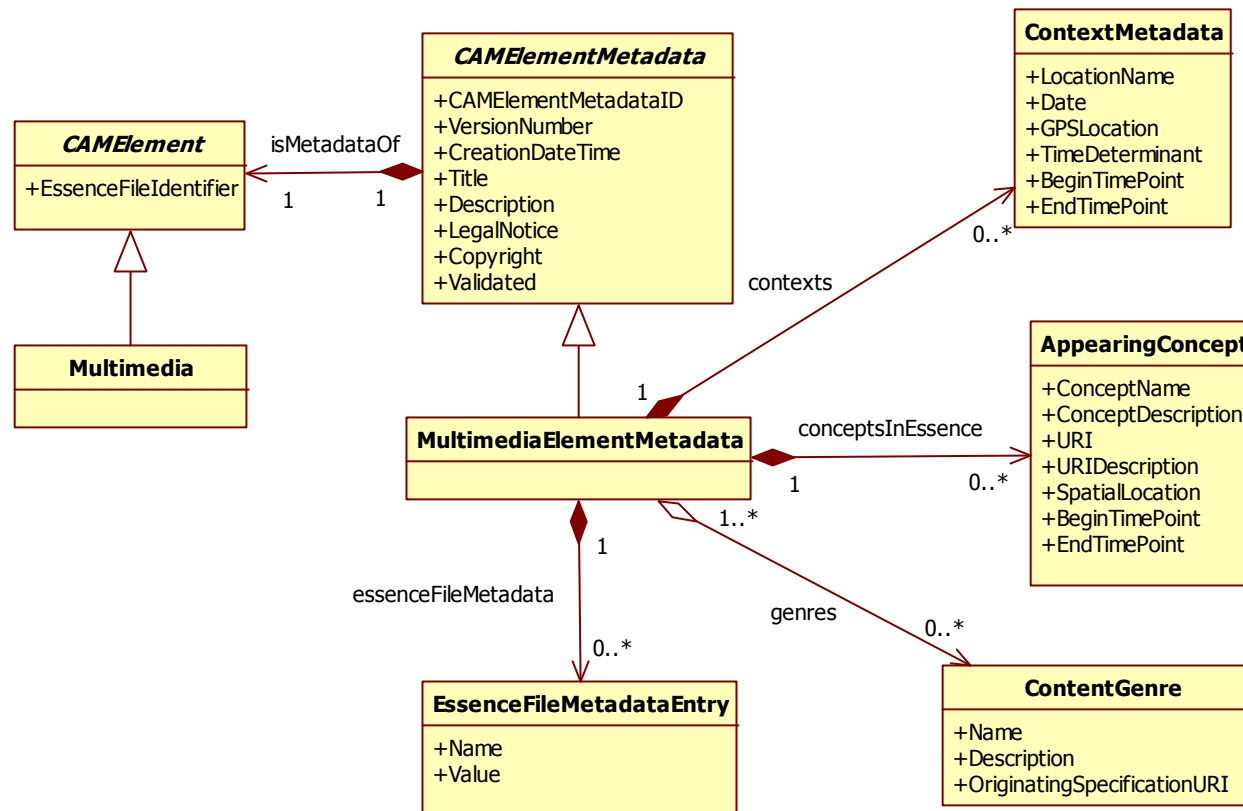 CAMElement
+EssenceFileIdentifier
Multimedia
isMetadataOf
1
1
CAMElementMetadata
+CAMElementMetadataID
+VersionNumber
+CreationDateTime
+Title
+Description
+LegalNotice
+Copyright
+Validated
ContextMetadata
+LocationName
+Date
+GPSLocation
+TimeDeterminant
+BeginTimePoint
+EndTimePoint
0..*
contexts
1
MultimediaElementMetadata
conceptsInEssence
1
0..*
AppearingConcept
+ConceptName
+ConceptDescription
+URI
+URIDescription
+SpatialLocation
+BeginTimePoint
+EndTimePoint
1..*
1
essenceFileMetadata
0..*
genres
0..*
EssenceFileMetadataEntry
+Name
+Value
ContentGenre
+Name
+Description
+OriginatingSpecificationURI